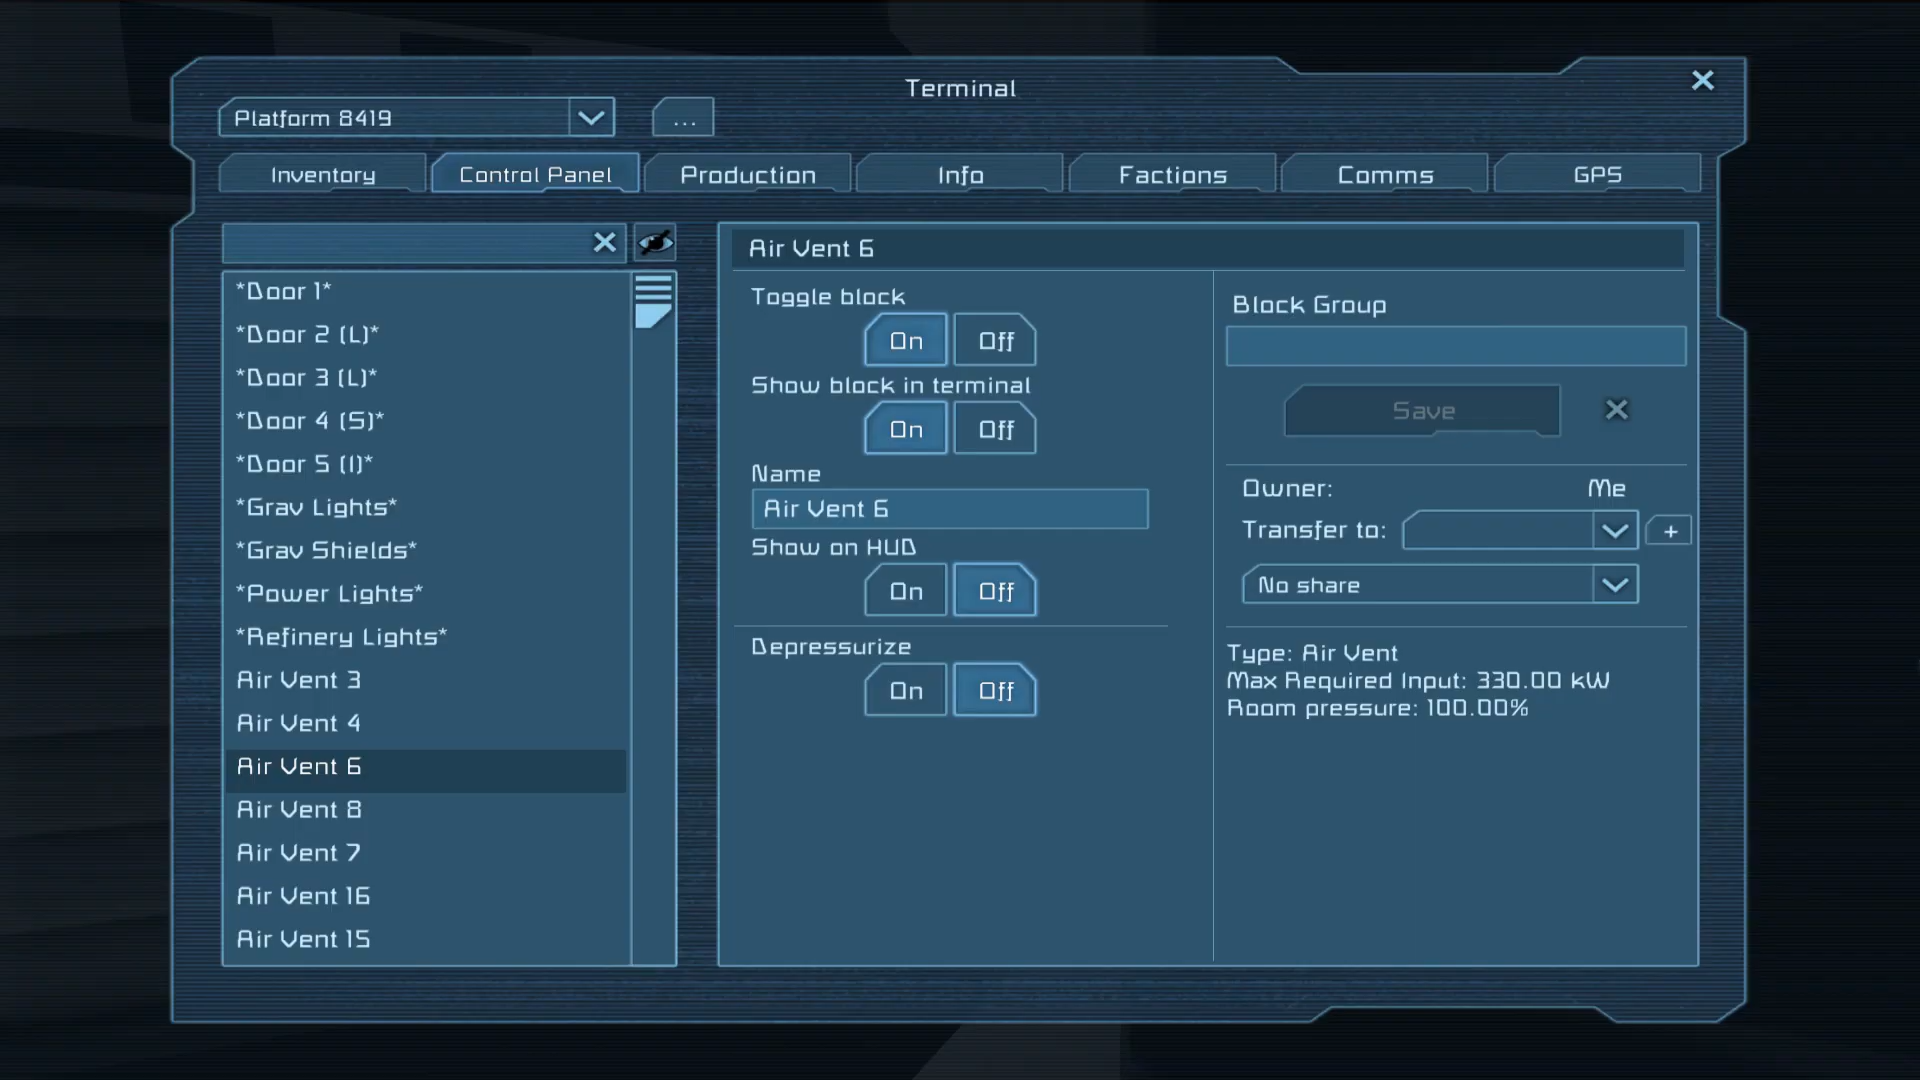 Terminal
Platform 8419
...
Inventory
Control Panel
Production
Info
Factions
Comms
GPS
*Door 1*
*Door 2 (L)*
*Door 3 (L)*
*Door 4 (S)*
*Door 5 (I)*
*Grav Lights*
*Grav Shields*
*Power Lights*
*Refinery Lights*
Air Vent 3
Air Vent 4
Air Vent 6
Air Vent 8
Air Vent 7
Air Vent 16
Air Vent 15
Air Vent 6
Toggle block
On Off
Show block in terminal
On Off
Name
Air Vent 6
Show on HUD
On Off
Depressurize
On Off
Block Group
Save
Owner: Me
Transfer to:
+
No share
Type: Air Vent
Max Required Input: 330.00 kW
Room pressure: 100.00%